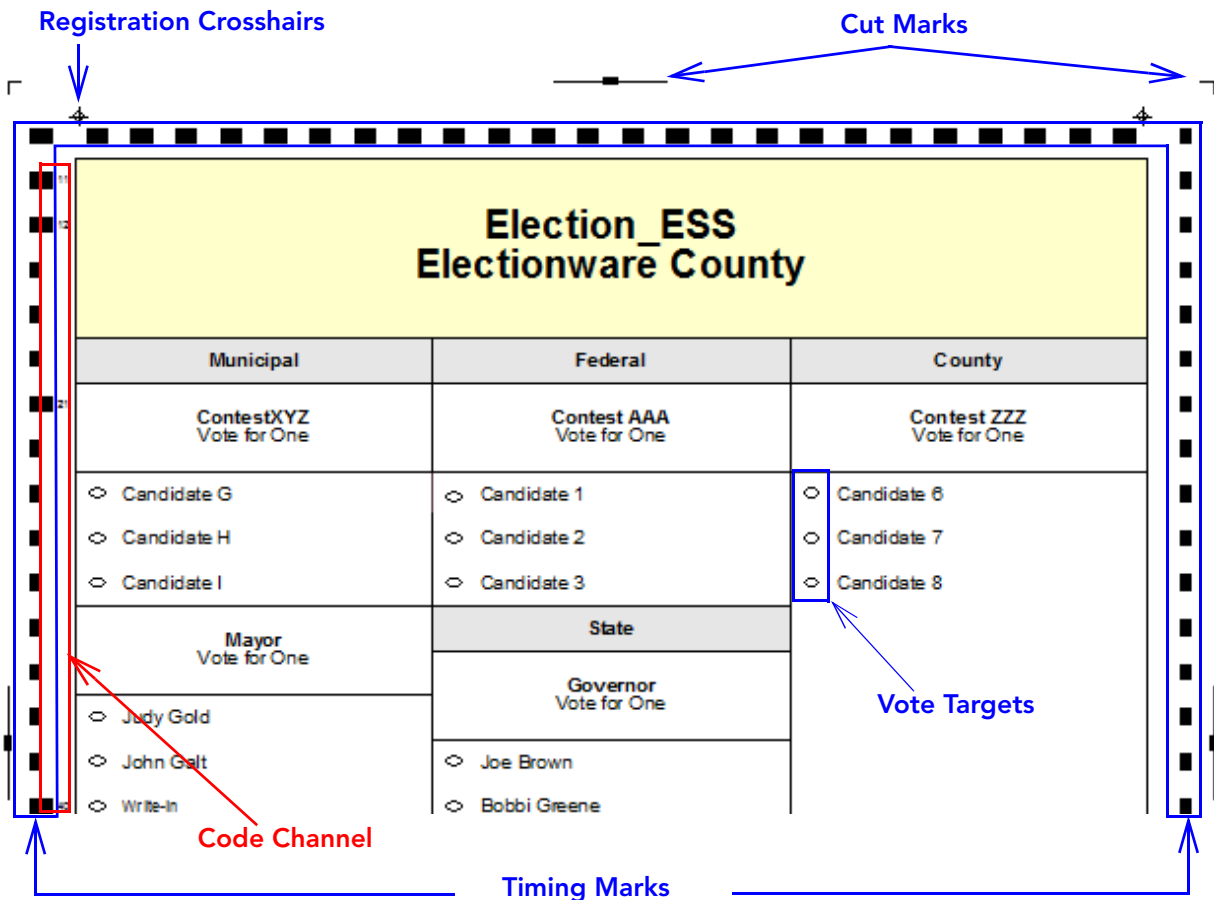 Registration Crosshairs
Cut Marks
11
12
Election_ESS
Electionware County
Municipal
Federal
County
21
ContestXYZ
Vote for One
Contest AAA
Vote for One
Contest ZZZ
Vote for One
Candidate G
Candidate H
Candidate I
Candidate 1
Candidate 2
Candidate 3
Candidate 6
Candidate 7
Candidate 8
Mayor
Vote for One
State
Governor
Vote for One
Vote Targets
Judy Gold
John Galt
Write-in
Joe Brown
Bobbi Greene
Code Channel
Timing Marks